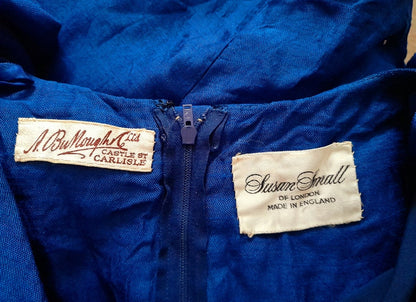 A. Bullough Ltd.
CASTLE ST
CARLISLE
Susan Small
OF LONDON
MADE IN ENGLAND